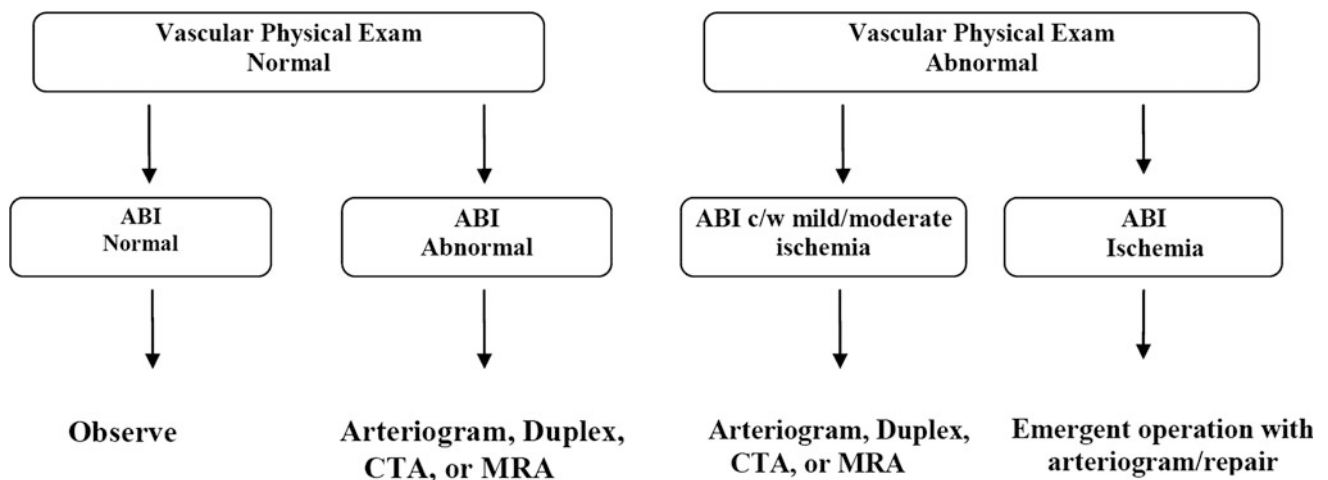 Vascular Physical Exam
Normal
Vascular Physical Exam
Abnormal
ABI
Normal
ABI
Abnormal
ABI c/w mild/moderate
ischemia
ABI
Ischemia
Observe
Arteriogram, Duplex,
CTA, or MRA
Arteriogram, Duplex,
CTA, or MRA
Emergent operation with
arteriogram/repair